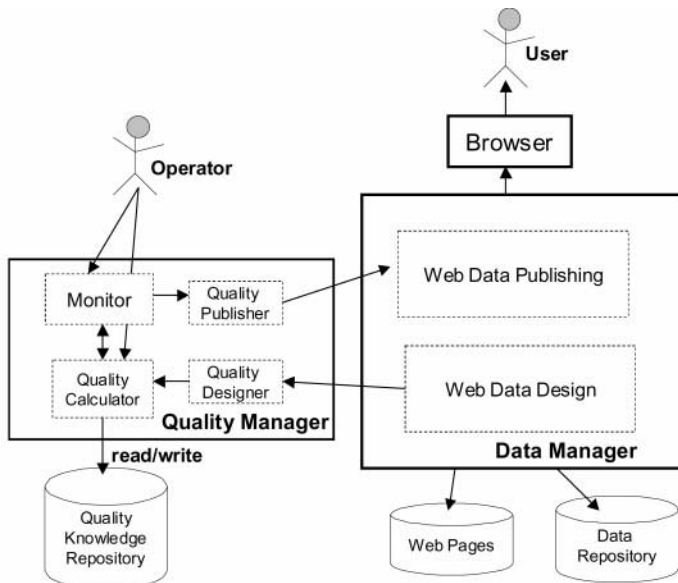 User
Browser
Operator
Monitor
Quality
Publisher
Web Data Publishing
Quality
Calculator
Quality
Designer
Web Data Design
Quality Manager
Data Manager
read/write
Quality
Knowledge
Repository
Web Pages
Data
Repository